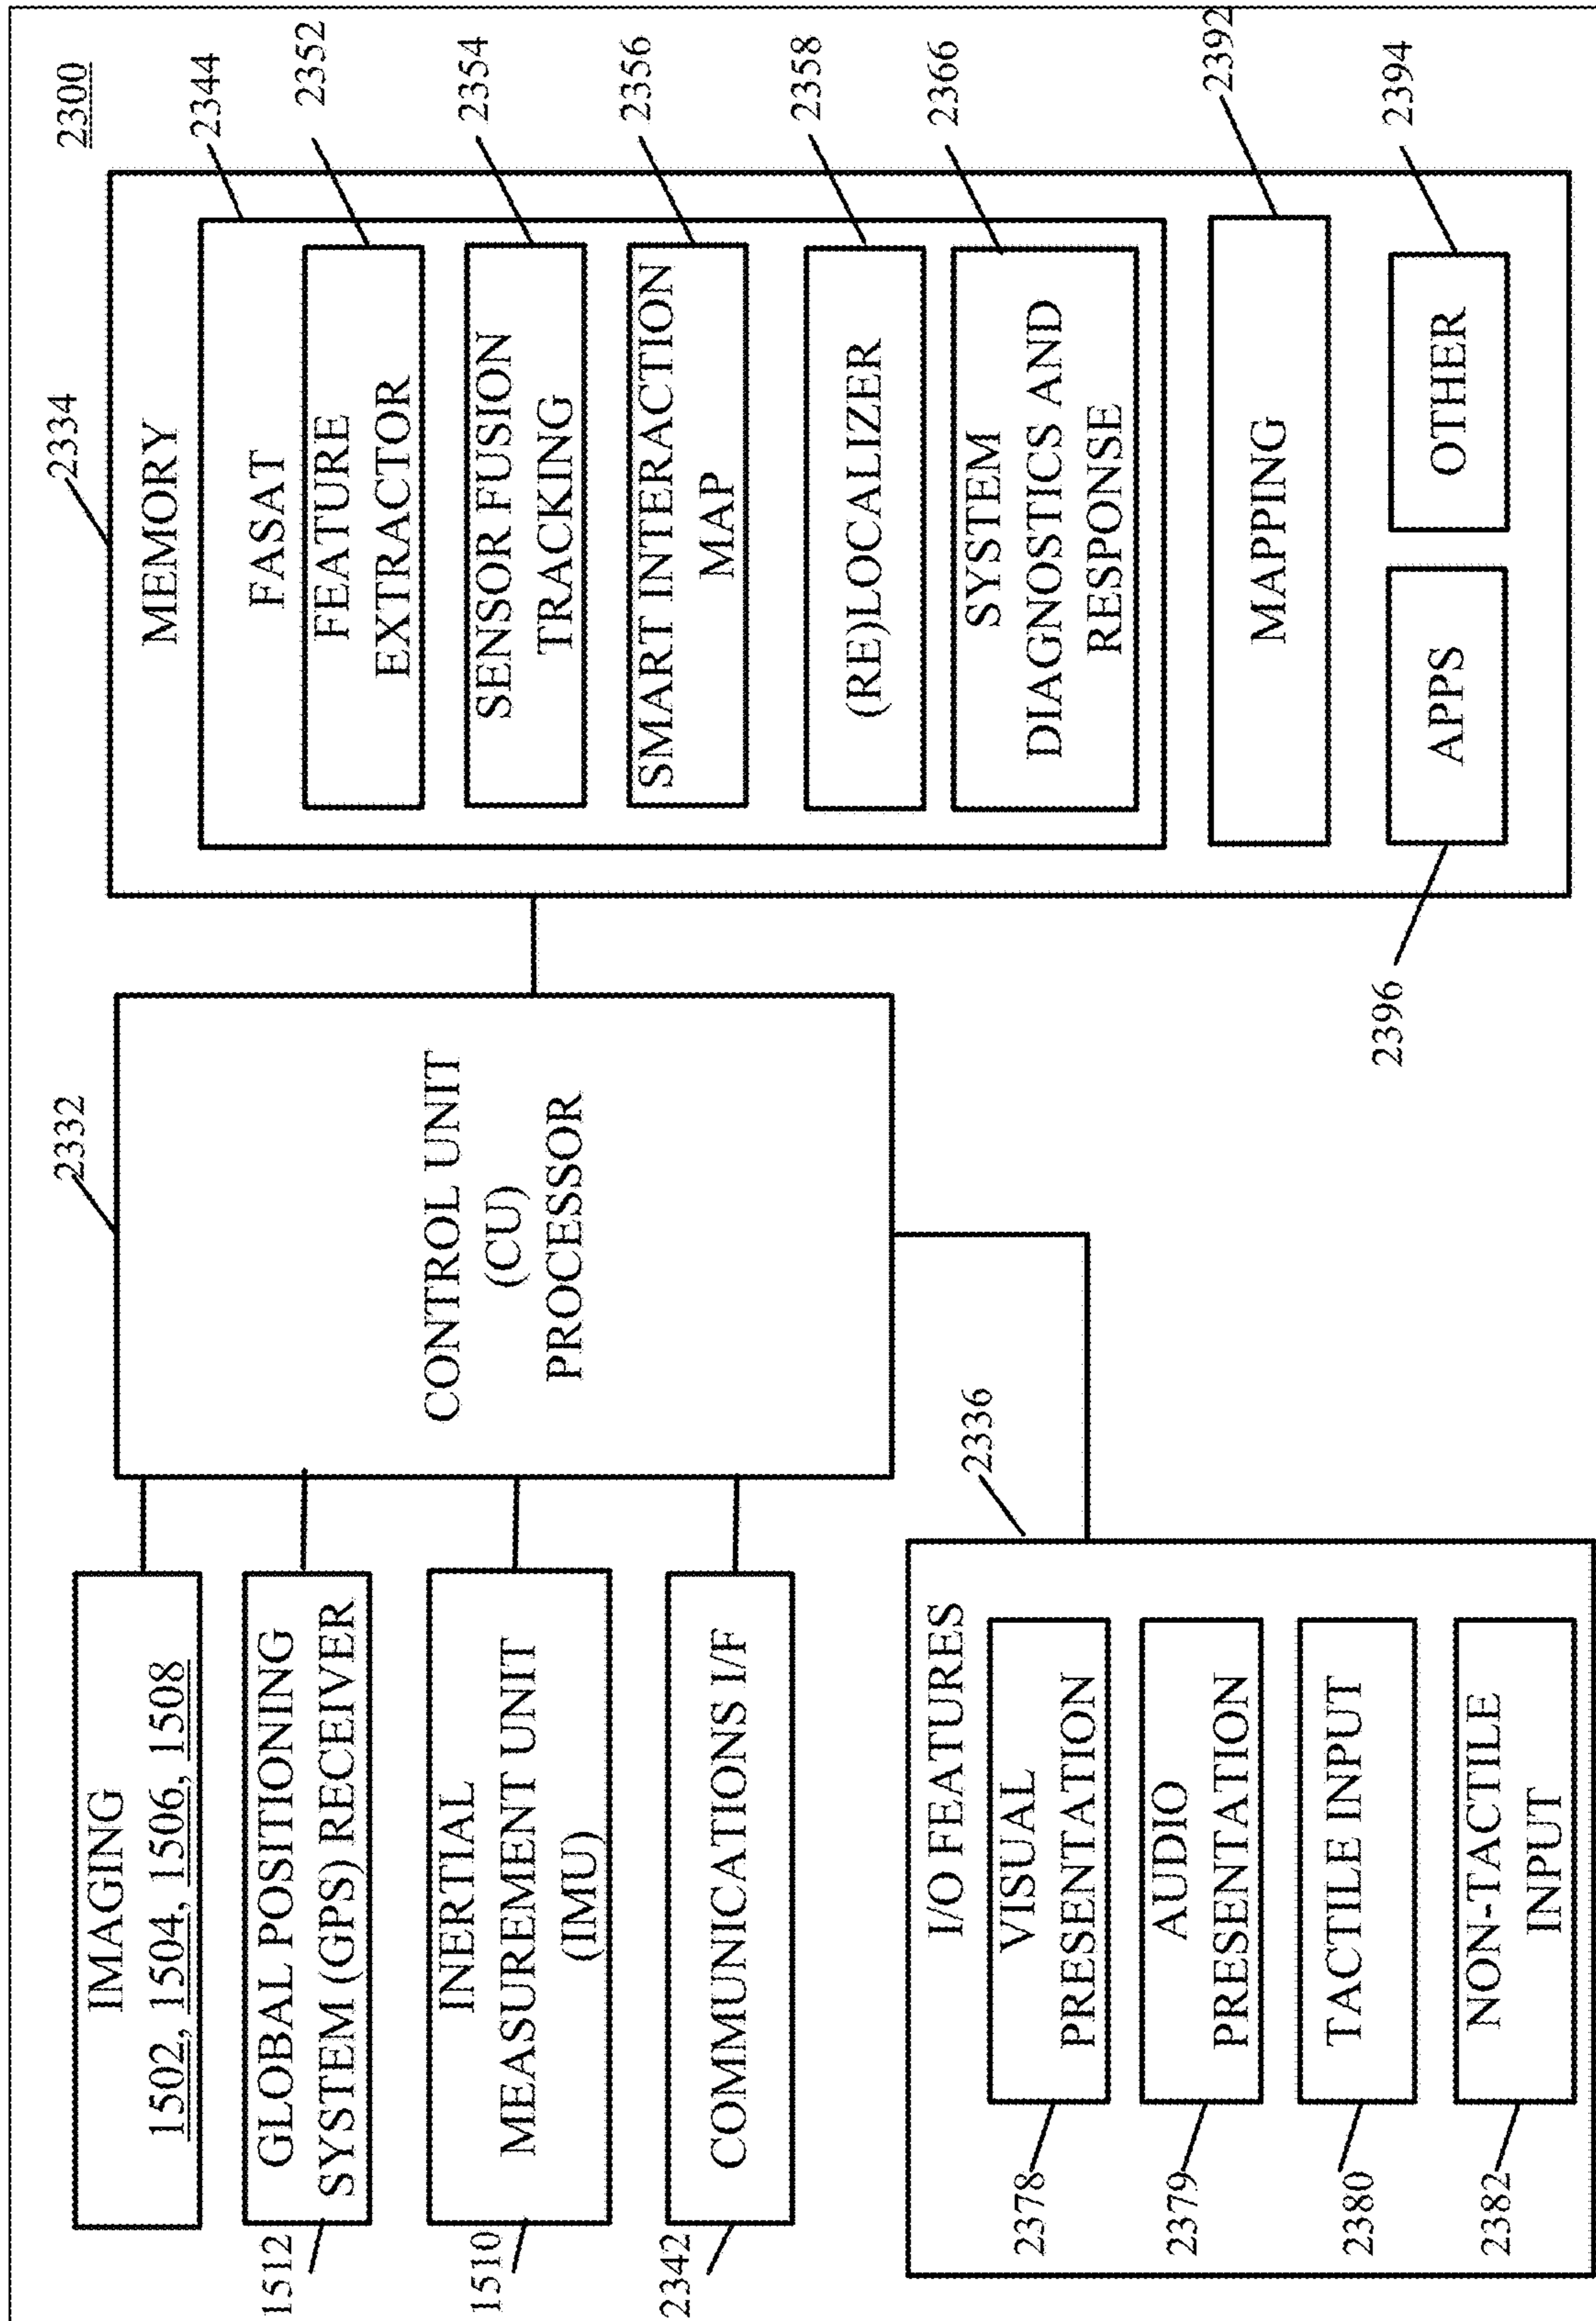 2300
IMAGING
1502, 1504, 1506, 1508
GLOBAL POSITIONING
SYSTEM (GPS) RECEIVER
1512
INERTIAL
MEASUREMENT UNIT
(IMU)
1510
COMMUNICATIONS I/F
2342
2332
CONTROL UNIT
(CU)
PROCESSOR
2336
I/O FEATURES
VISUAL
PRESENTATION
2378
AUDIO
PRESENTATION
2379
TACTILE INPUT
2380
NON-TACTILE
INPUT
2382
2334
MEMORY
2344
FASAT
FEATURE
EXTRACTOR
2352
SENSOR FUSION
TRACKING
2354
SMART INTERACTION
MAP
2356
(RE)LOCALIZER
2358
SYSTEM
DIAGNOSTICS AND
RESPONSE
2366
MAPPING
2392
APPS
2396
OTHER
2394